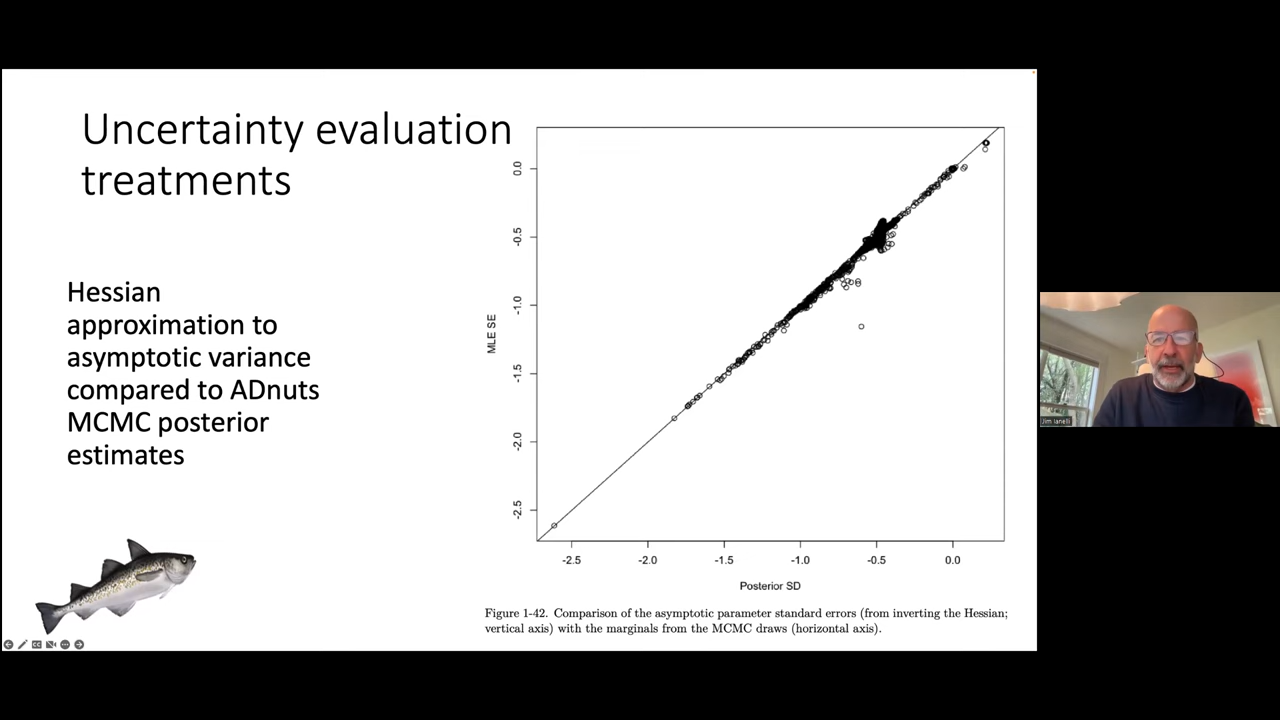 Uncertainty evaluation
treatments
Hessian
approximation to
asymptotic variance
compared to ADnuts
MCMC posterior
estimates
MLE SE
0.0
-0.5
-1.0
-1.5
-2.0
-2.5
-2.5
-2.0
-1.5
-1.0
-0.5
0.0
Posterior SD
Figure 1-42. Comparison of the asymptotic parameter standard errors (from inverting the Hessian;
vertical axis) with the marginals from the MCMC draws (horizontal axis).
Jim Ianelli